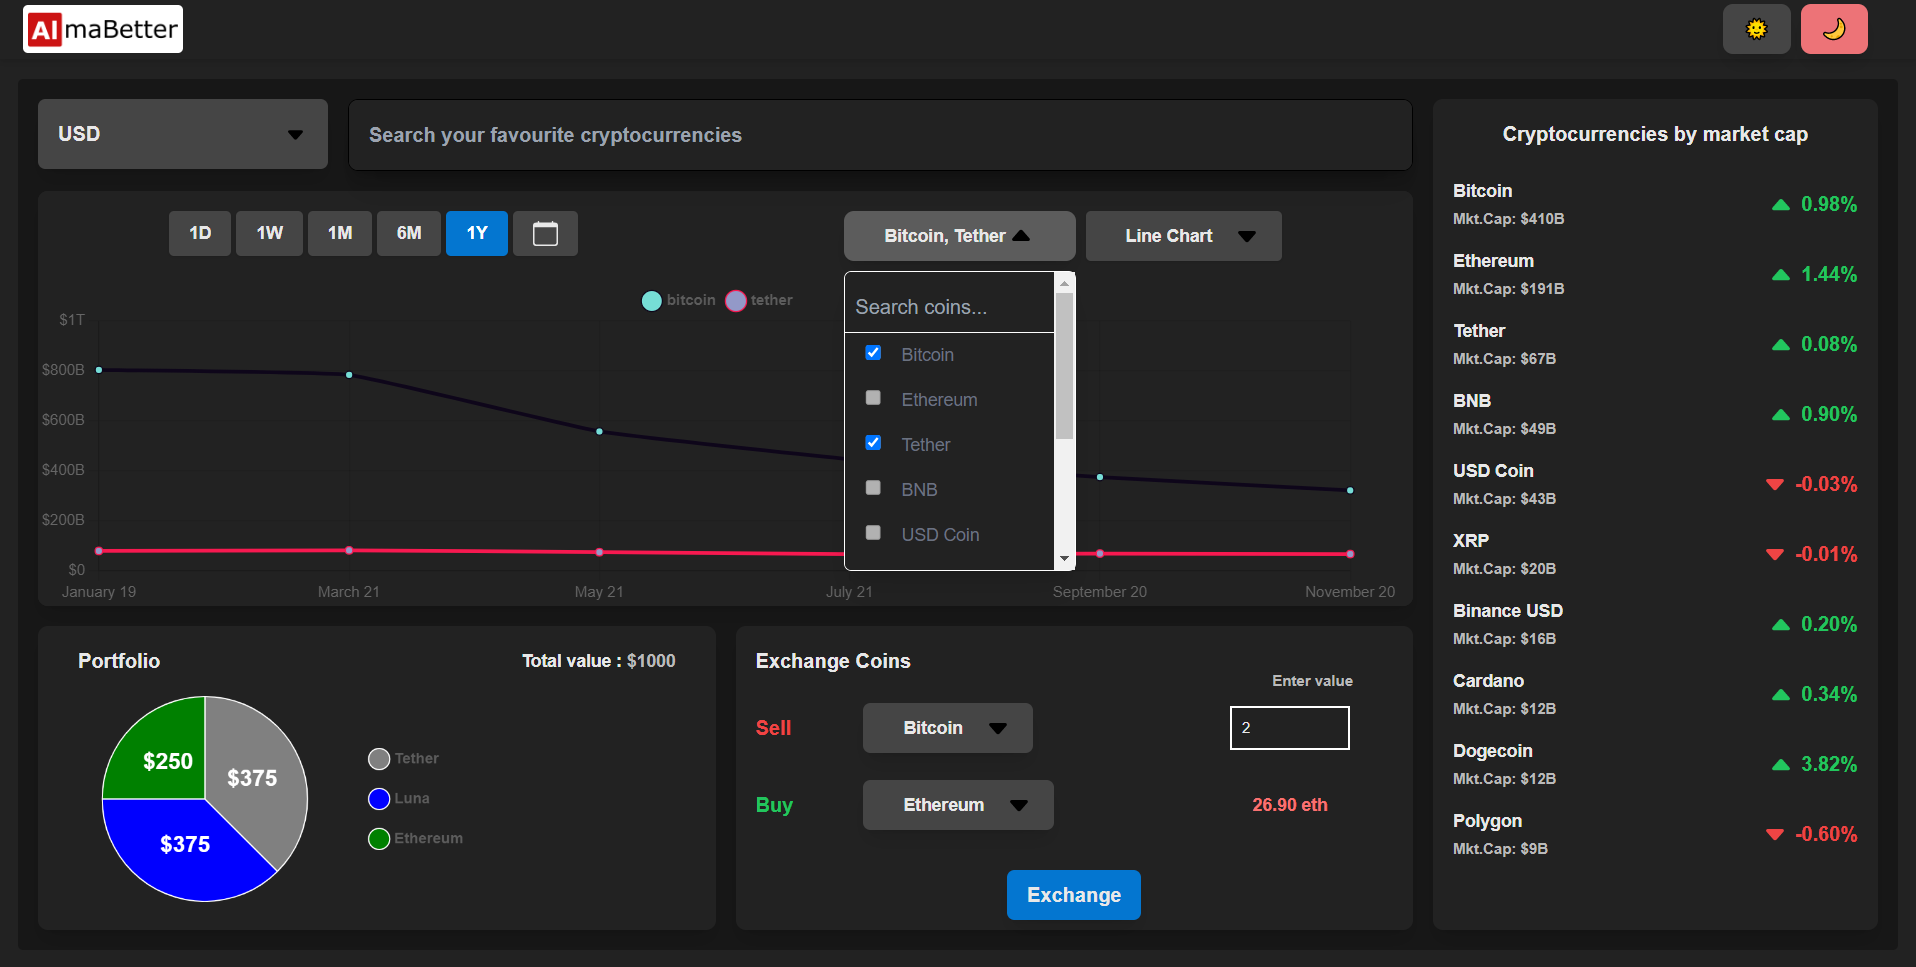 AlmaBetter
USD
Search your favourite cryptocurrencies
1D 1W 1M 6M 1Y
Bitcoin, Tether
Line Chart
bitcoin tether
$1T
$800B
$600B
$400B
$200B
$0
January 19 March 21 May 21 July 21 September 20 November 20
Search coins...
Bitcoin
Ethereum
Tether
BNB
USD Coin
Portfolio
Total value : $1000
$250
$375
$375
Tether
Luna
Ethereum
Exchange Coins
Enter value
Sell Bitcoin 2
Buy Ethereum 26.90 eth
Exchange
Cryptocurrencies by market cap
Bitcoin
Mkt.Cap: $410B
0.98%
Ethereum
Mkt.Cap: $191B
1.44%
Tether
Mkt.Cap: $67B
0.08%
BNB
Mkt.Cap: $49B
0.90%
USD Coin
Mkt.Cap: $43B
-0.03%
XRP
Mkt.Cap: $20B
-0.01%
Binance USD
Mkt.Cap: $16B
0.20%
Cardano
Mkt.Cap: $12B
0.34%
Dogecoin
Mkt.Cap: $12B
3.82%
Polygon
Mkt.Cap: $9B
-0.60%